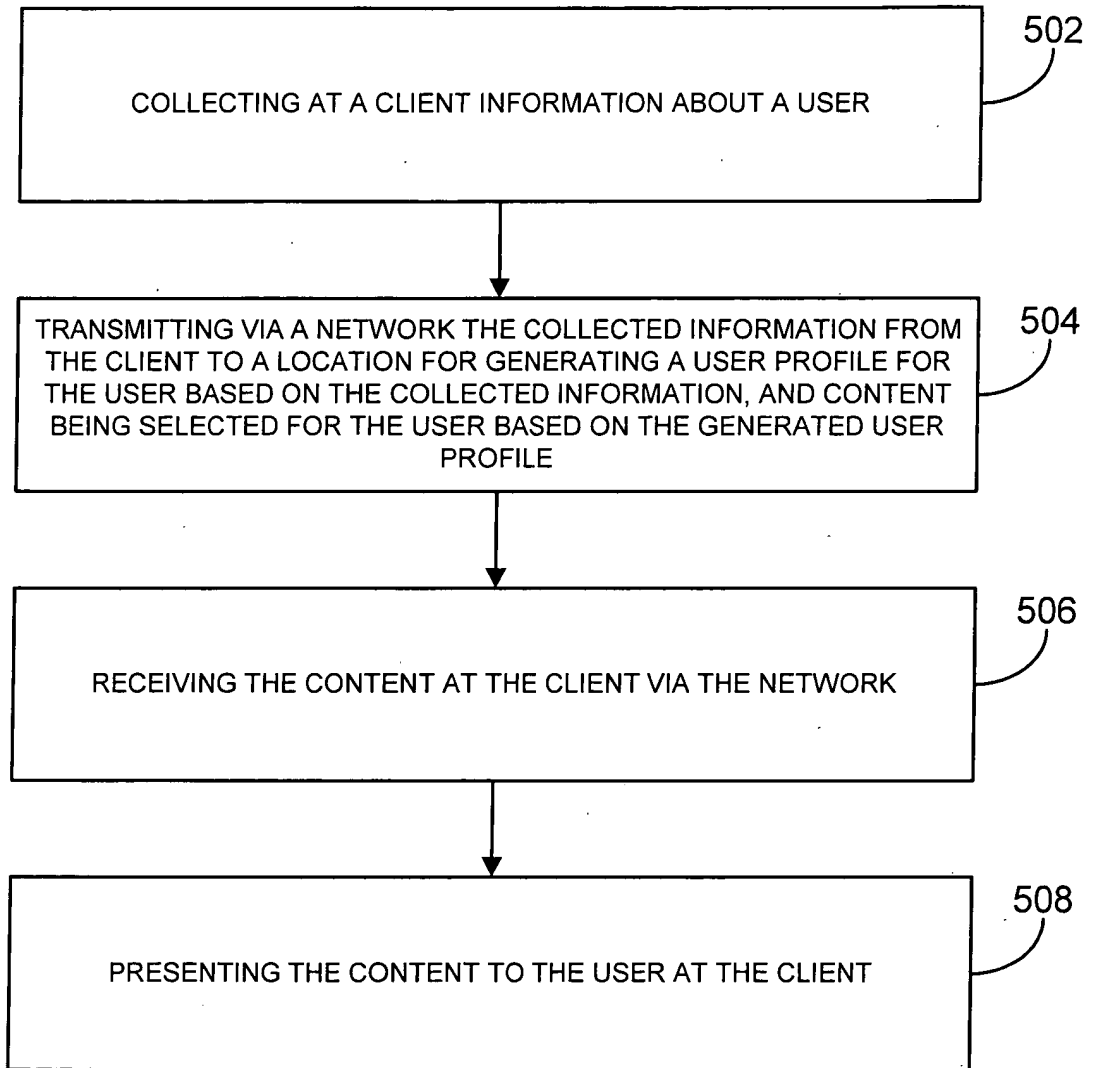 502
COLLECTING AT A CLIENT INFORMATION ABOUT A USER
504
TRANSMITTING VIA A NETWORK THE COLLECTED INFORMATION FROM
THE CLIENT TO A LOCATION FOR GENERATING A USER PROFILE FOR
THE USER BASED ON THE COLLECTED INFORMATION, AND CONTENT
BEING SELECTED FOR THE USER BASED ON THE GENERATED USER
PROFILE
506
RECEIVING THE CONTENT AT THE CLIENT VIA THE NETWORK
508
PRESENTING THE CONTENT TO THE USER AT THE CLIENT